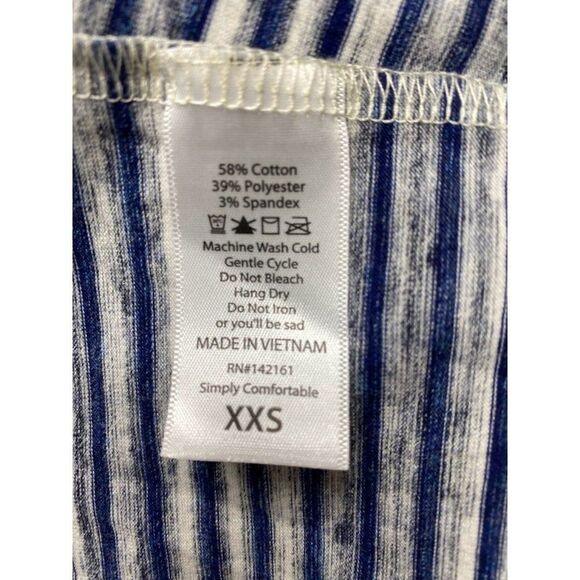 58% Cotton
39% Polyester
3% Spandex
Machine Wash Cold
Gentle Cycle
Do Not Bleach
Hang Dry
Do Not Iron
or you'll be sad
MADE IN VIETNAM
RN#142161
Simply Comfortable
XXS